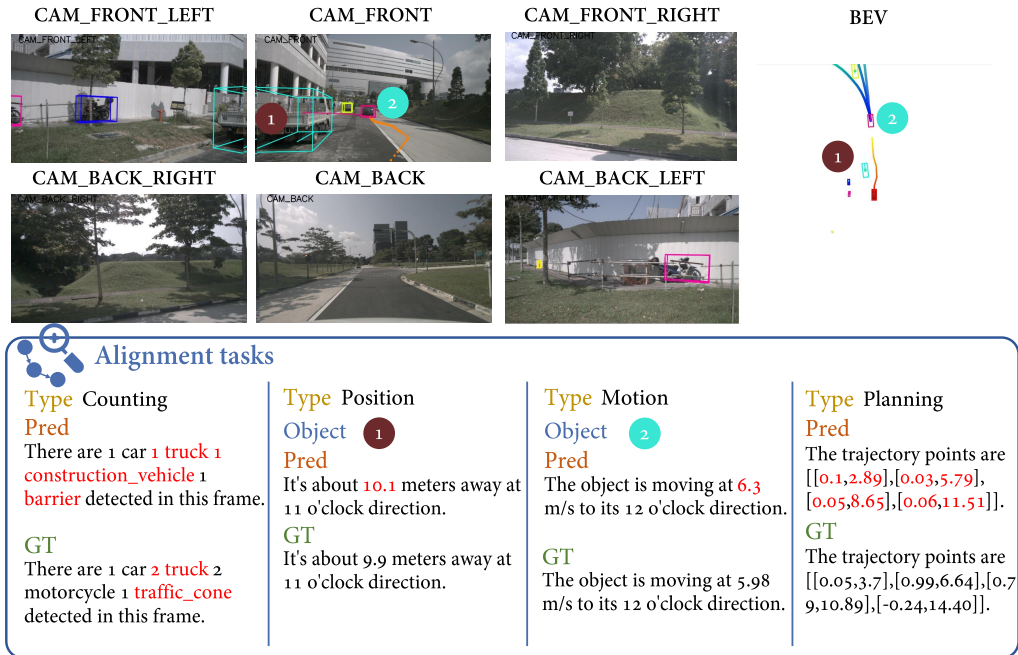 CAM_FRONT_LEFT
CAM_FRONT
CAM_FRONT_RIGHT
BEV
CAM_FRONT_LEFT
CAM_FRONT
CAM_FRONT_RIGHT
1
2
1
2
CAM_BACK_RIGHT
CAM_BACK
CAM_BACK_LEFT
CAM_BACK_RIGHT
CAM_BACK
CAM_BACK_LEFT
Alignment tasks
Type Counting
Pred
There are 1 car 1 truck 1
construction_vehicle 1
barrier detected in this frame.
GT
There are 1 car 2 truck 2
motorcycle 1 traffic_cone
detected in this frame.
Type Position
Object 1
Pred
It's about 10.1 meters away at
11 o'clock direction.
GT
It's about 9.9 meters away at
11 o'clock direction.
Type Motion
Object 2
Pred
The object is moving at 6.3
m/s to its 12 o'clock direction.
GT
The object is moving at 5.98
m/s to its 12 o'clock direction.
Type Planning
Pred
The trajectory points are
[[0.1,2.89],[0.03,5.79],
[0.05,8.65],[0.06,11.51]].
GT
The trajectory points are
[[0.05,3.7],[0.99,6.64],[0.7
9,10.89],[-0.24,14.40]].